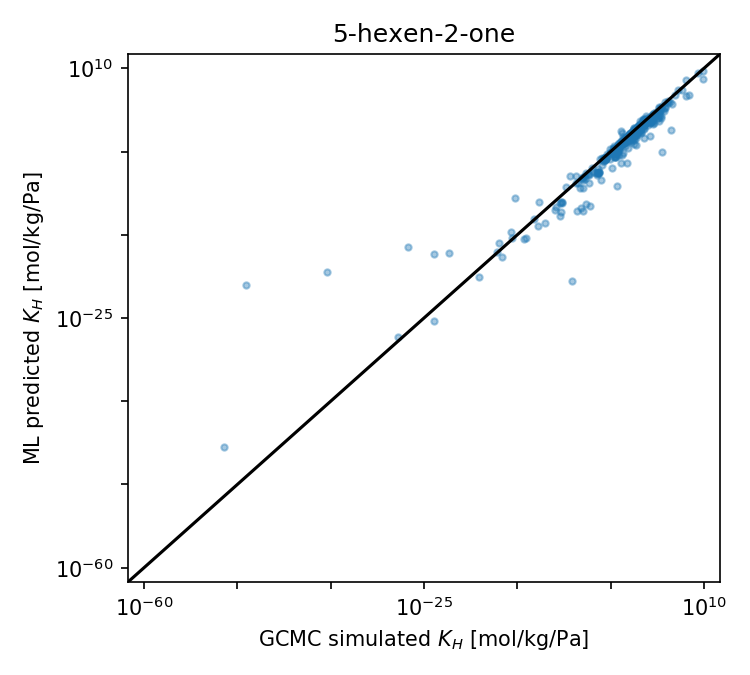 5-hexen-2-one
ML predicted K_H [mol/kg/Pa]
10^10
10^−25
10^−60
10^−60 10^−25 10^10
GCMC simulated K_H [mol/kg/Pa]